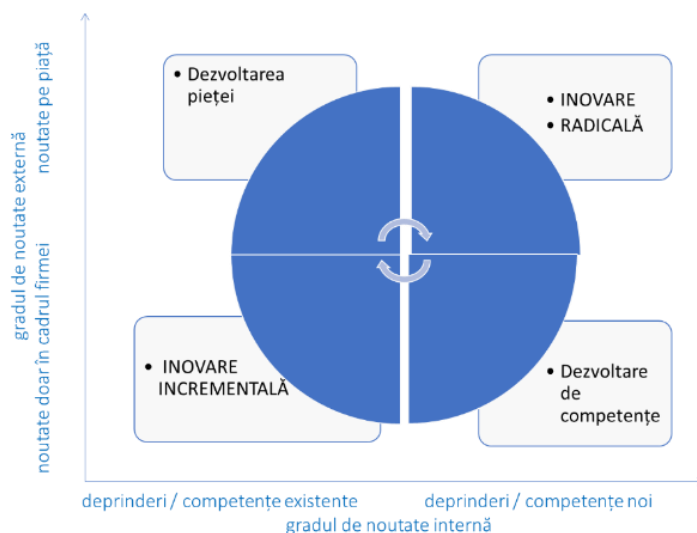 gradul de noutate externă
noutate pe piață
noutate doar în cadrul firmei
• Dezvoltarea
pieței
• INOVARE
• RADICALĂ
• INOVARE
INCREMENTALĂ
• Dezvoltare
de
competențe
deprinderi / competențe existente
deprinderi / competențe noi
gradul de noutate internă